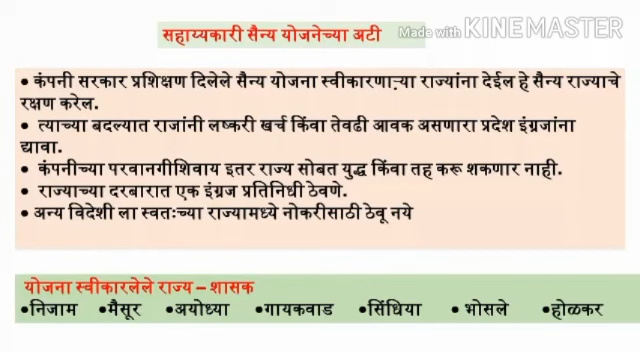 सहाय्यकारी सैन्य योजनेच्या अटी
Made with KINEMASTER
• कंपनी सरकार प्रशिक्षण दिलेले सैन्य योजना स्वीकारणाऱ्या राज्यांना देईल हे सैन्य राज्याचे
रक्षण करेल.
• त्याच्या बदल्यात राजांनी लष्करी खर्च किंवा तेवढी आवक असणारा प्रदेश इंग्रजांना
द्यावा.
• कंपनीच्या परवानगीशिवाय इतर राज्य सोबत युद्ध किंवा तह करू शकणार नाही.
• राज्याच्या दरबारात एक इंग्रज प्रतिनिधी ठेवणे.
• अन्य विदेशी ला स्वतःच्या राज्यामध्ये नोकरीसाठी ठेवू नये
योजना स्वीकारलेले राज्य – शासक
•निजाम •मैसूर •अयोध्या •गायकवाड •सिंधिया • भोसले •होळकर